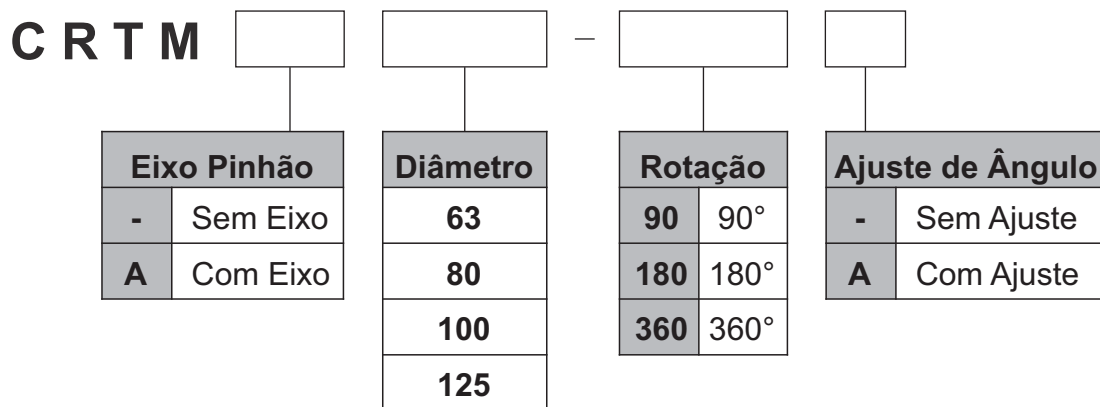 CRTM –
Eixo Pinhão Diâmetro Rotação Ajuste de Ângulo
- Sem Eixo 63 90 90° - Sem Ajuste
A Com Eixo 80 180 180° A Com Ajuste
100 360 360°
125